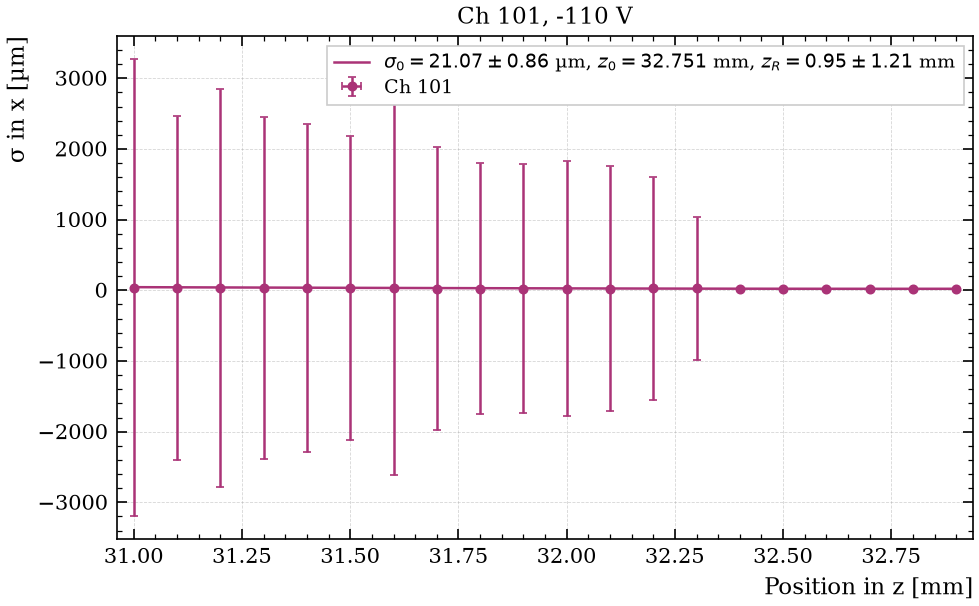 Ch 101, -110 V
σ in x [µm]
σ₀ = 21.07 ± 0.86 µm, z₀ = 32.751 mm, z_R = 0.95 ± 1.21 mm
Ch 101
3000
2000
1000
0
−1000
−2000
−3000
31.00 31.25 31.50 31.75 32.00 32.25 32.50 32.75
Position in z [mm]